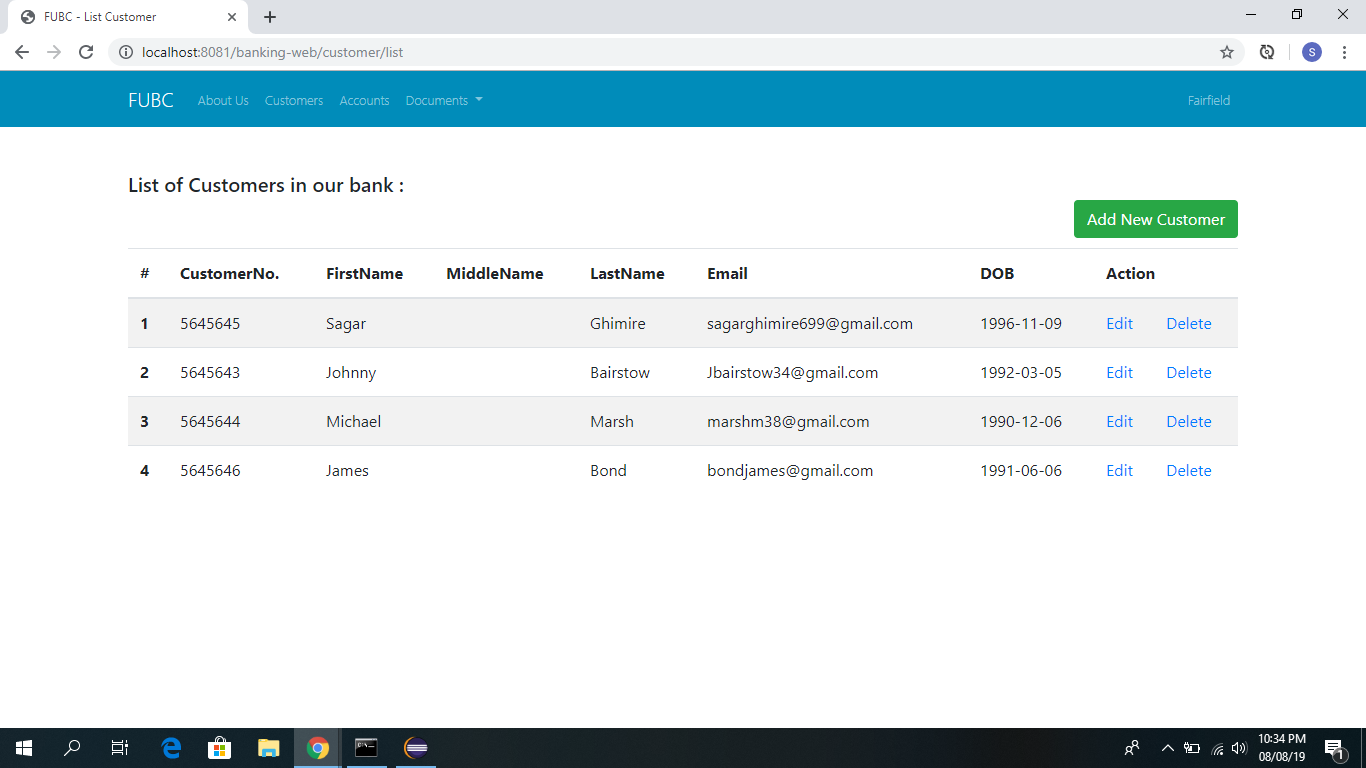 FUBC - List Customer
localhost:8081/banking-web/customer/list
S
FUBC About Us Customers Accounts Documents Fairfield
List of Customers in our bank :
Add New Customer
# CustomerNo. FirstName MiddleName LastName Email DOB Action
1 5645645 Sagar Ghimire sagarghimire699@gmail.com 1996-11-09 Edit Delete
2 5645643 Johnny Bairstow Jbairstow34@gmail.com 1992-03-05 Edit Delete
3 5645644 Michael Marsh marshm38@gmail.com 1990-12-06 Edit Delete
4 5645646 James Bond bondjames@gmail.com 1991-06-06 Edit Delete
10:34 PM
08/08/19
1